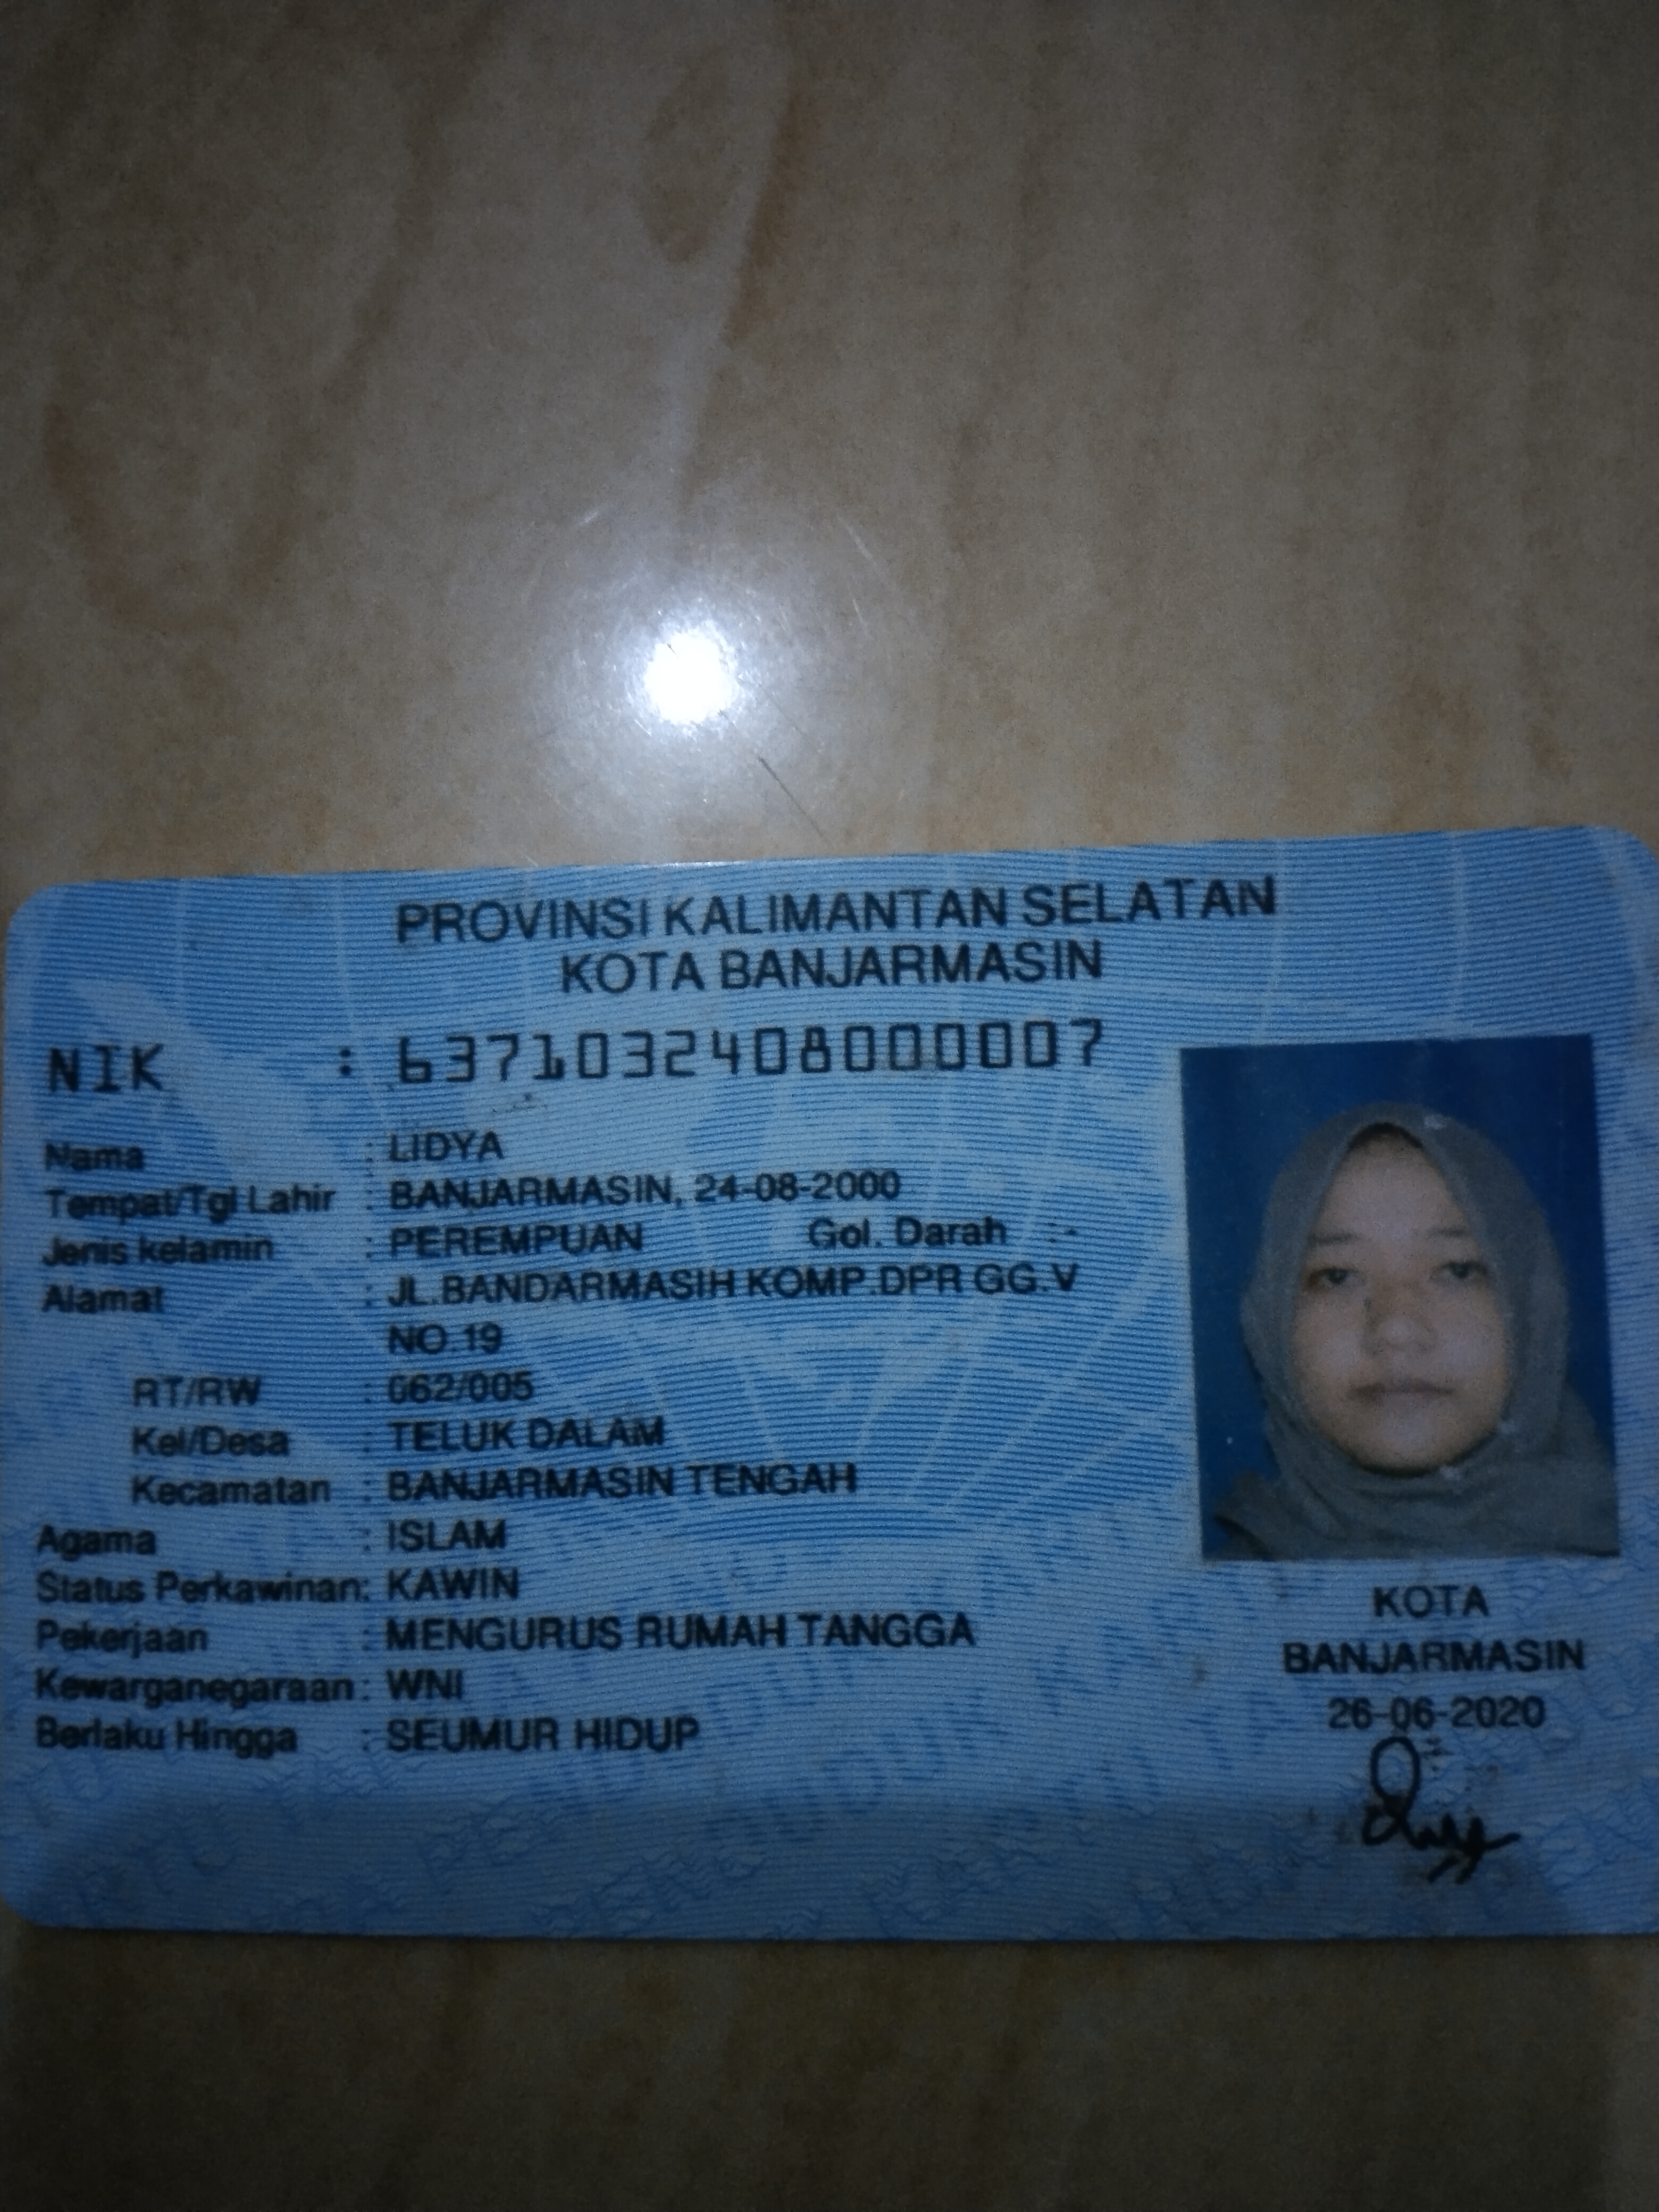 PROVINSI KALIMANTAN SELATAN
KOTA BANJARMASIN
NIK : 6371032408000007
Nama : LIDYA
Tempat/Tgl Lahir : BANJARMASIN, 24-08-2000
Jenis kelamin : PEREMPUAN Gol. Darah :-
Alamat : JL.BANDARMASIH KOMP.DPR GG.V
NO.19
RT/RW : 062/005
Kel/Desa : TELUK DALAM
Kecamatan : BANJARMASIN TENGAH
Agama : ISLAM
Status Perkawinan: KAWIN
Pekerjaan : MENGURUS RUMAH TANGGA
Kewarganegaraan: WNI
Berlaku Hingga : SEUMUR HIDUP
KOTA
BANJARMASIN
26-06-2020